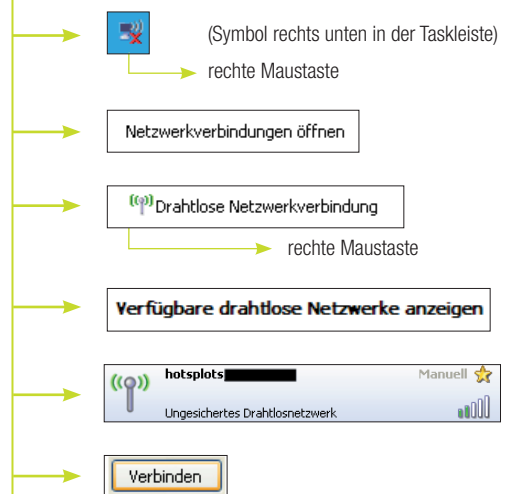 (Symbol rechts unten in der Taskleiste)
rechte Maustaste
Netzwerkverbindungen öffnen
Drahtlose Netzwerkverbindung
rechte Maustaste
Verfügbare drahtlose Netzwerke anzeigen
hotsplots Manuell
Ungesichertes Drahtlosnetzwerk
Verbinden